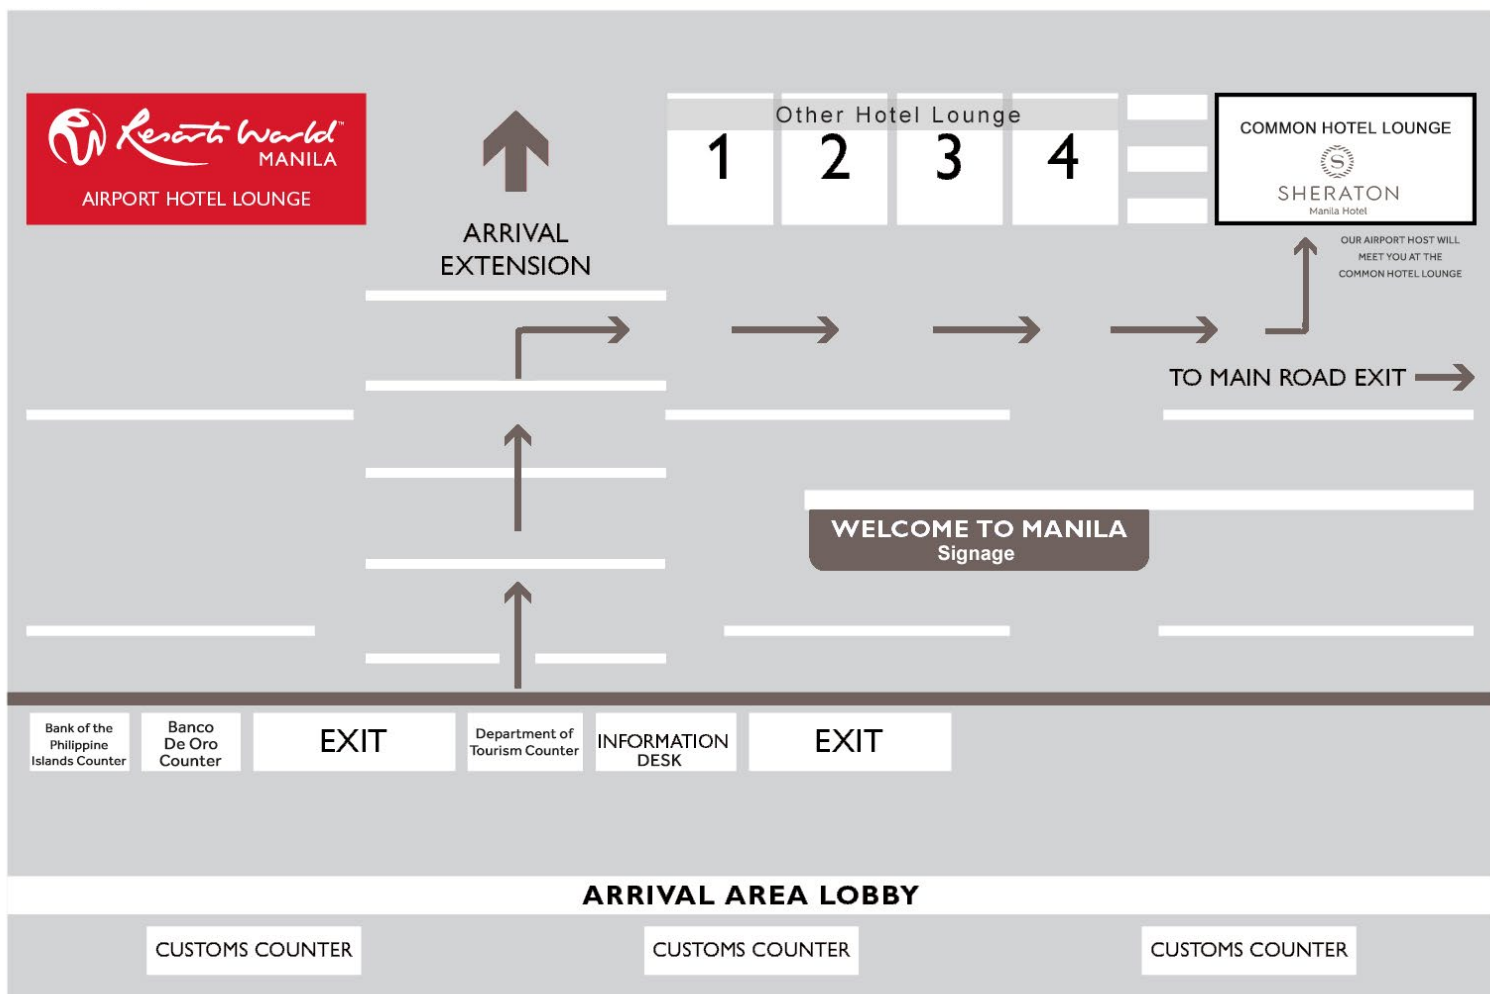 Resorts World™
MANILA
AIRPORT HOTEL LOUNGE
ARRIVAL
EXTENSION
Other Hotel Lounge
1 2 3 4
COMMON HOTEL LOUNGE
S
SHERATON
Manila Hotel
OUR AIRPORT HOST WILL
MEET YOU AT THE
COMMON HOTEL LOUNGE
TO MAIN ROAD EXIT
WELCOME TO MANILA
Signage
Bank of the
Philippine
Islands Counter
Banco
De Oro
Counter
EXIT
Department of
Tourism Counter
INFORMATION
DESK
EXIT
ARRIVAL AREA LOBBY
CUSTOMS COUNTER
CUSTOMS COUNTER
CUSTOMS COUNTER